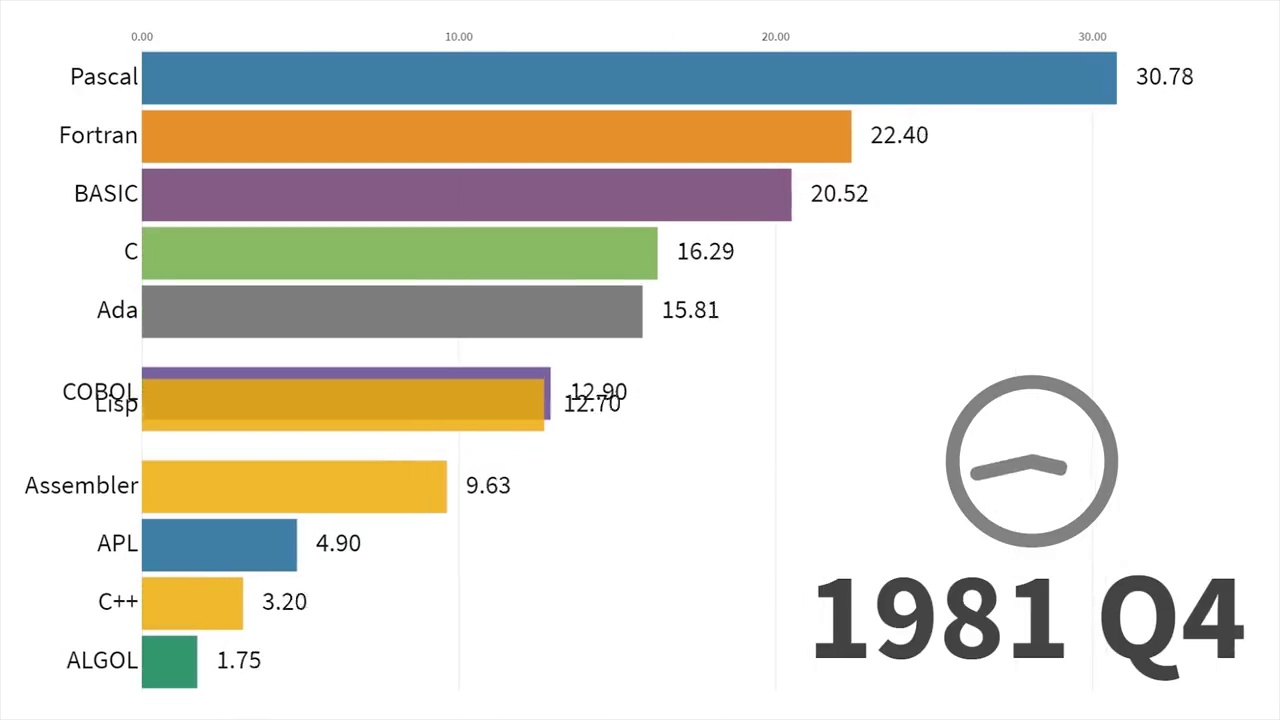 0.00 10.00 20.00 30.00
Pascal 30.78
Fortran 22.40
BASIC 20.52
C 16.29
Ada 15.81
COBOL 12.90
Lisp 12.70
Assembler 9.63
APL 4.90
C++ 3.20
ALGOL 1.75
1981 Q4